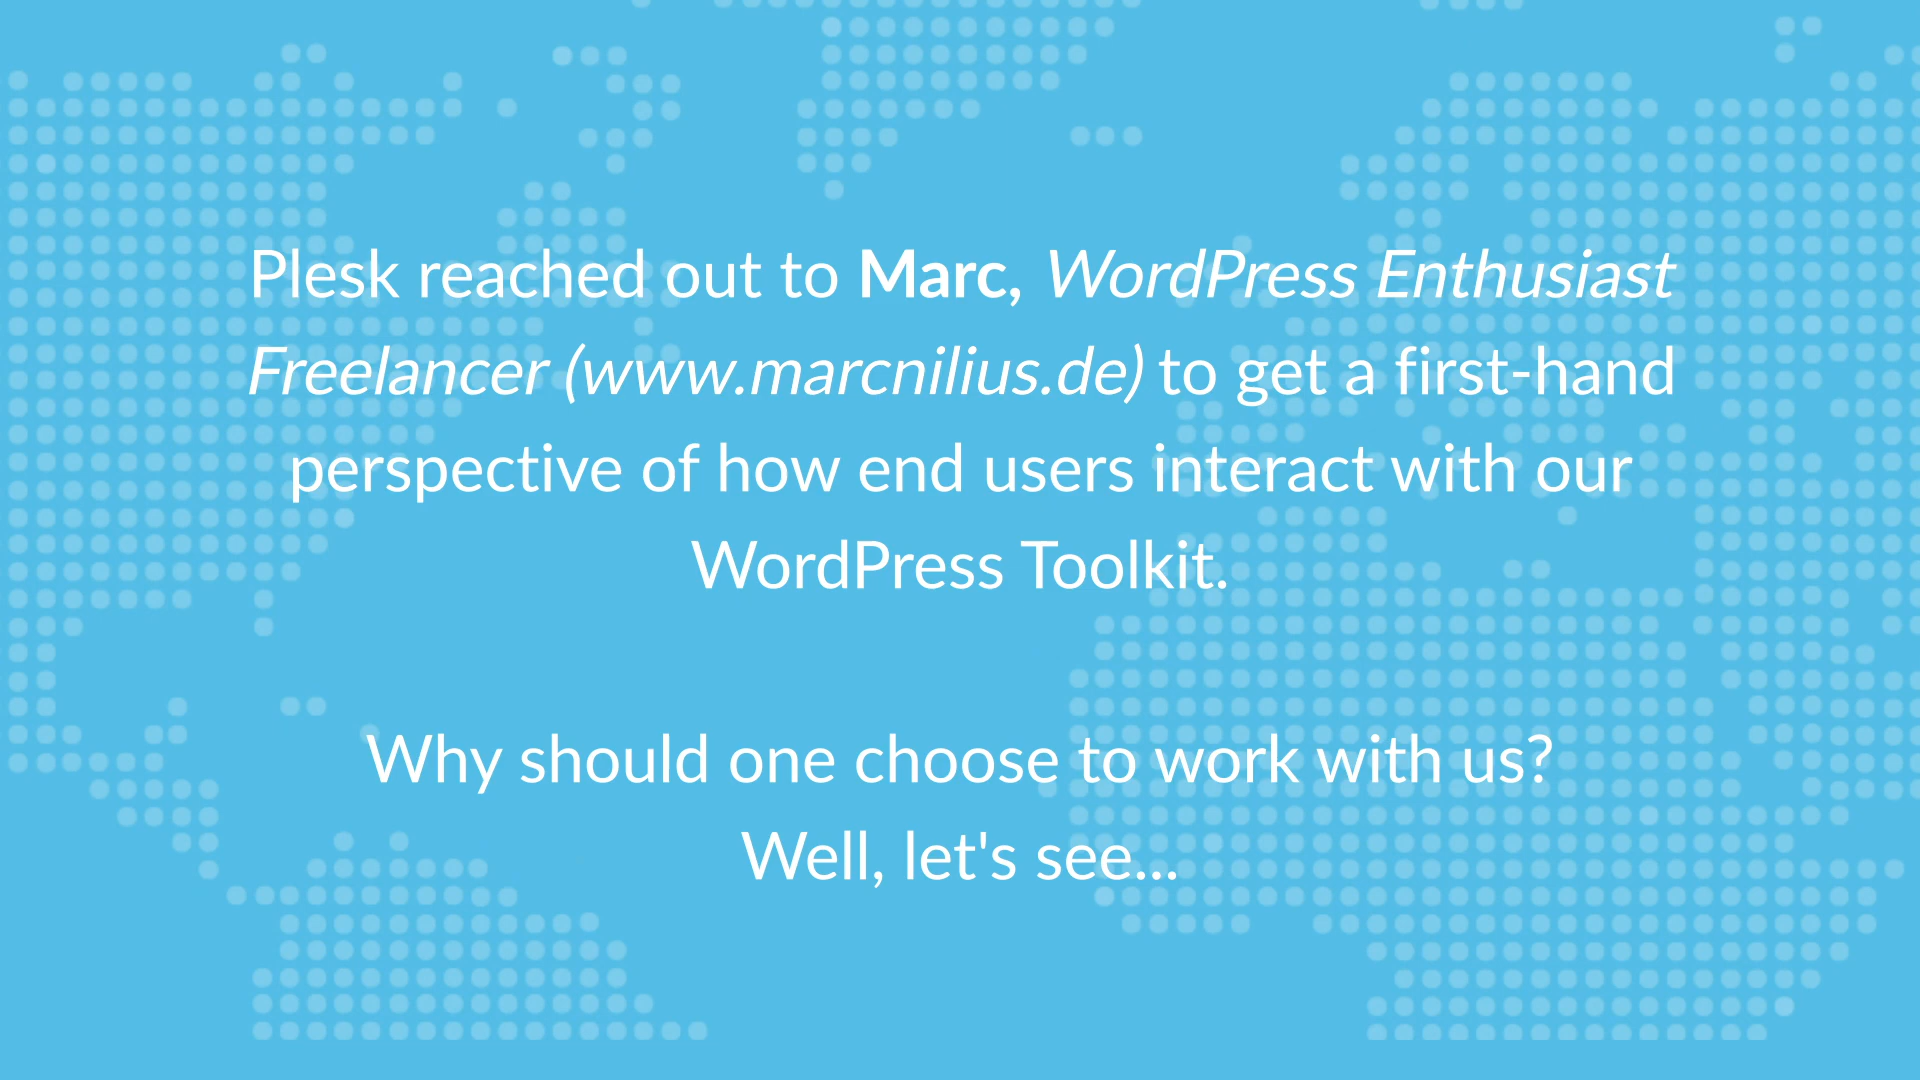 Plesk reached out to Marc, WordPress Enthusiast
Freelancer (www.marcnilius.de) to get a first-hand
perspective of how end users interact with our
WordPress Toolkit.
Why should one choose to work with us?
Well, let's see...